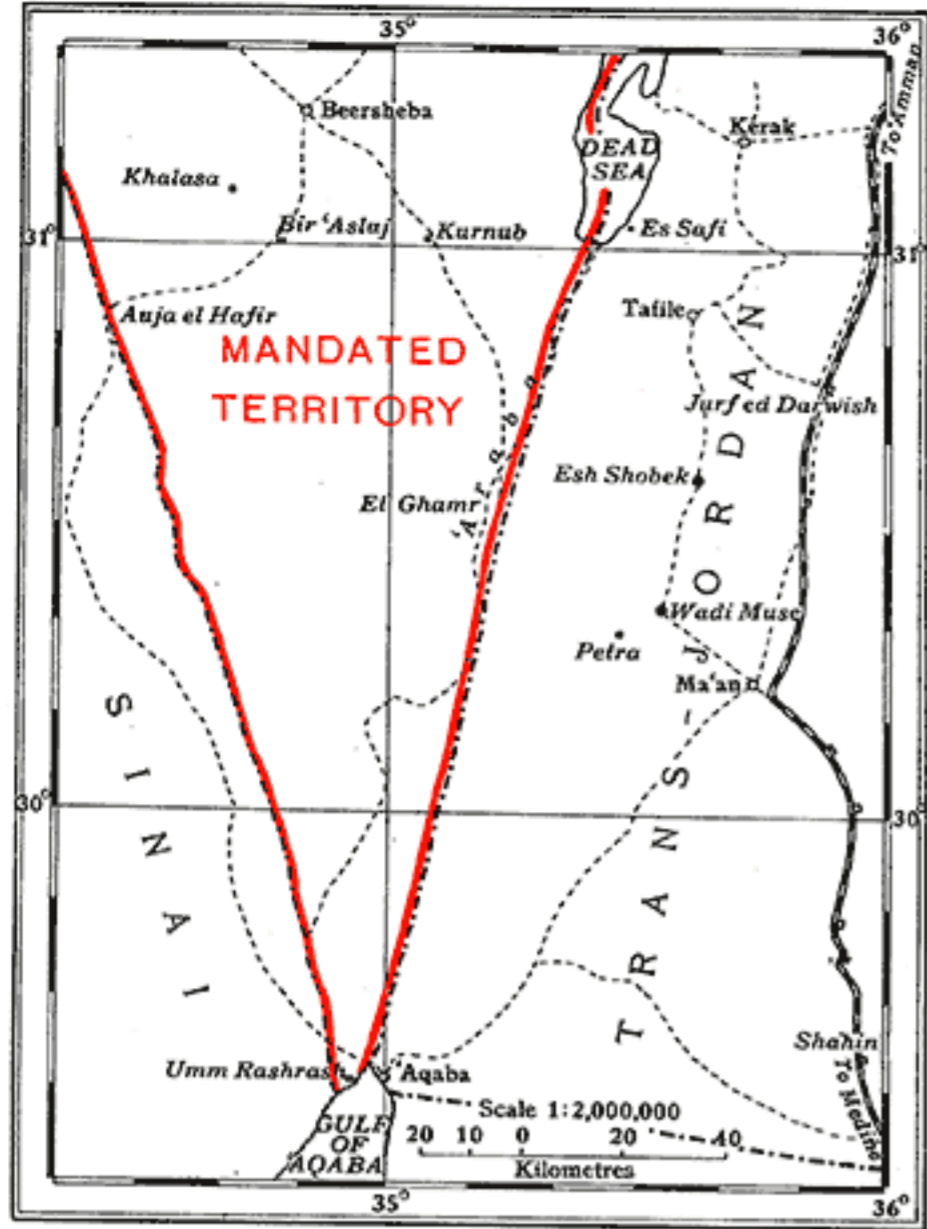 35°
36°
To 'Amman
Beersheba
Kerak
DEAD
SEA
Khalasa
Bir 'Asluj
Kurnub
Es Safi
31°
31°
Auja el Hafir
Tafile
MANDATED
TERRITORY
Jurf ed Darwish
Esh Shobek
El Ghamr
'Araba
Wadi Musa
Petra
Ma'an
SINAI
TRANS-JORDAN
30°
30°
Shahin
Umm Rashrash
'Aqaba
To Medina
Scale 1:2,000,000
GULF
OF
AQABA
20 10 0 20 40
Kilometres
35°
36°